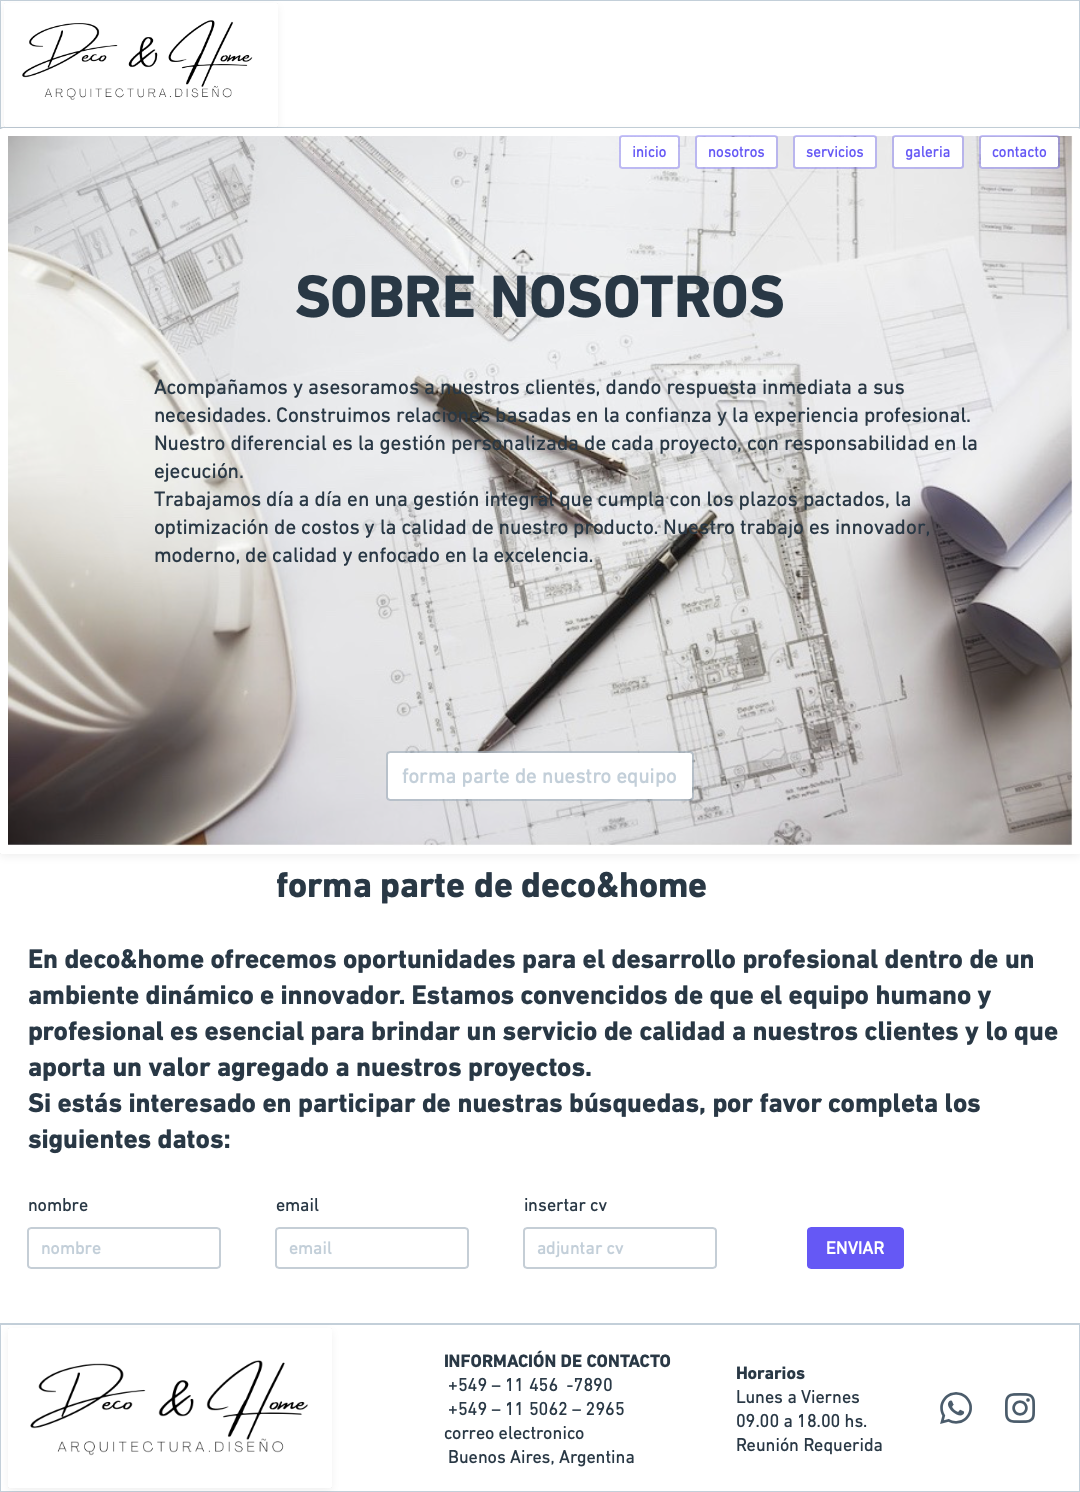 Deco & Home
ARQUITECTURA.DISEÑO
inicio
nosotros
servicios
galeria
contacto
SOBRE NOSOTROS
Acompañamos y asesoramos a nuestros clientes, dando respuesta inmediata a sus
necesidades. Construimos relaciones basadas en la confianza y la experiencia profesional.
Nuestro diferencial es la gestión personalizada de cada proyecto, con responsabilidad en la
ejecución.
Trabajamos día a día en una gestión integral que cumpla con los plazos pactados, la
optimización de costos y la calidad de nuestro producto. Nuestro trabajo es innovador,
moderno, de calidad y enfocado en la excelencia.
Bedroom 2
Bedroom 1
forma parte de nuestro equipo
forma parte de deco&home
En deco&home ofrecemos oportunidades para el desarrollo profesional dentro de un
ambiente dinámico e innovador. Estamos convencidos de que el equipo humano y
profesional es esencial para brindar un servicio de calidad a nuestros clientes y lo que
aporta un valor agregado a nuestros proyectos.
Si estás interesado en participar de nuestras búsquedas, por favor completa los
siguientes datos:
nombre
email
insertar cv
nombre
email
adjuntar cv
ENVIAR
Deco & Home
ARQUITECTURA.DISEÑO
INFORMACIÓN DE CONTACTO
+549 – 11 456 -7890
+549 – 11 5062 – 2965
correo electronico
Buenos Aires, Argentina
Horarios
Lunes a Viernes
09.00 a 18.00 hs.
Reunión Requerida